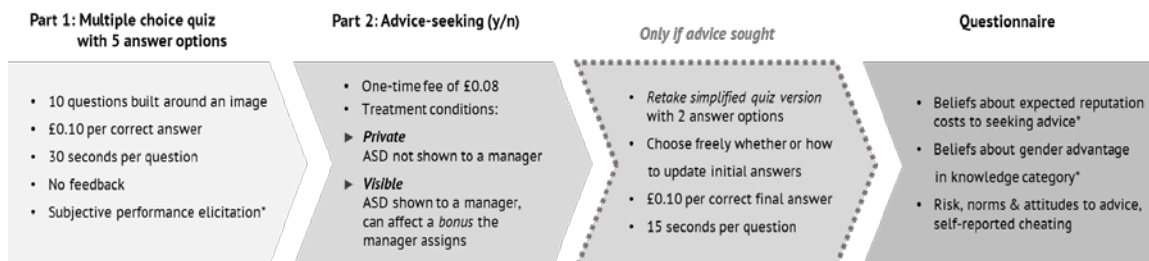 Part 1: Multiple choice quiz
with 5 answer options
• 10 questions built around an image
• £0.10 per correct answer
• 30 seconds per question
• No feedback
• Subjective performance elicitation*
Part 2: Advice-seeking (y/n)
• One-time fee of £0.08
• Treatment conditions:
▶ Private
ASD not shown to a manager
▶ Visible
ASD shown to a manager,
can affect a bonus the
manager assigns
Only if advice sought
• Retake simplified quiz version
with 2 answer options
• Choose freely whether or how
to update initial answers
• £0.10 per correct final answer
• 15 seconds per question
Questionnaire
• Beliefs about expected reputation
costs to seeking advice*
• Beliefs about gender advantage
in knowledge category*
• Risk, norms & attitudes to advice,
self-reported cheating